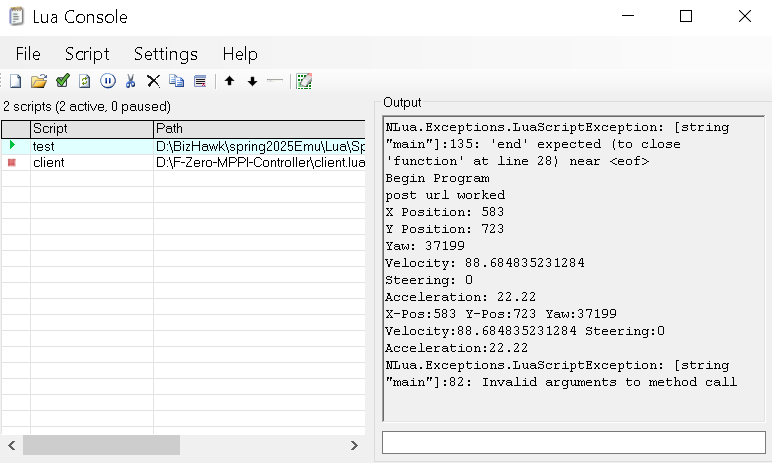 Lua Console
File Script Settings Help
2 scripts (2 active, 0 paused)
Script Path
test D:\BizHawk\spring2025Emu\Lua\Sp
client D:\F-Zero-MPPI-Controller\client.lua
Output
NLua.Exceptions.LuaScriptException: [string
"main"]:135: 'end' expected (to close
'function' at line 28) near <eof>
Begin Program
post url worked
X Position: 583
Y Position: 723
Yaw: 37199
Velocity: 88.684835231284
Steering: 0
Acceleration: 22.22
X-Pos:583 Y-Pos:723 Yaw:37199
Velocity:88.684835231284 Steering:0
Acceleration:22.22
NLua.Exceptions.LuaScriptException: [string
"main"]:82: Invalid arguments to method call